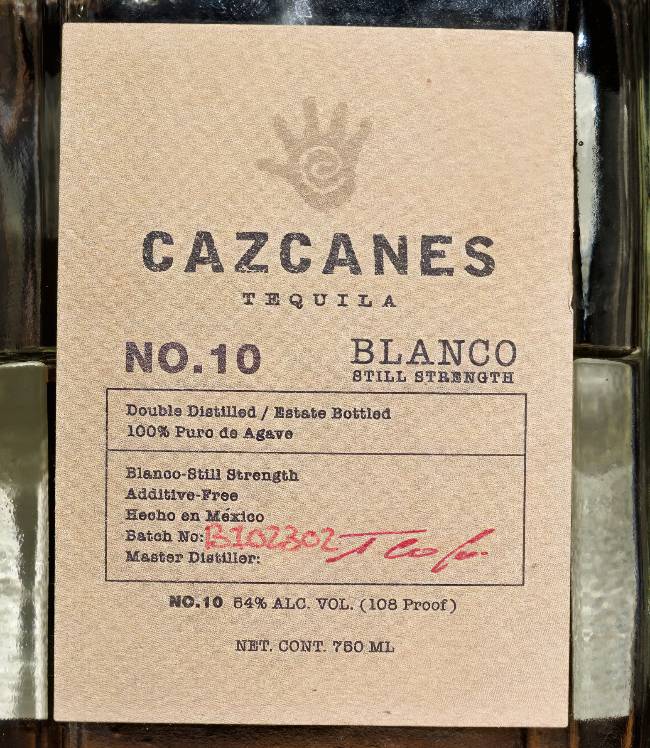 CAZCANES
TEQUILA
NO.10
BLANCO
STILL STRENGTH
Double Distilled / Estate Bottled
100% Puro de Agave
Blanco-Still Strength
Additive-Free
Hecho en México
Batch No: B102302
Master Distiller:
NO.10 54% ALC. VOL. (108 Proof)
NET. CONT. 750 ML